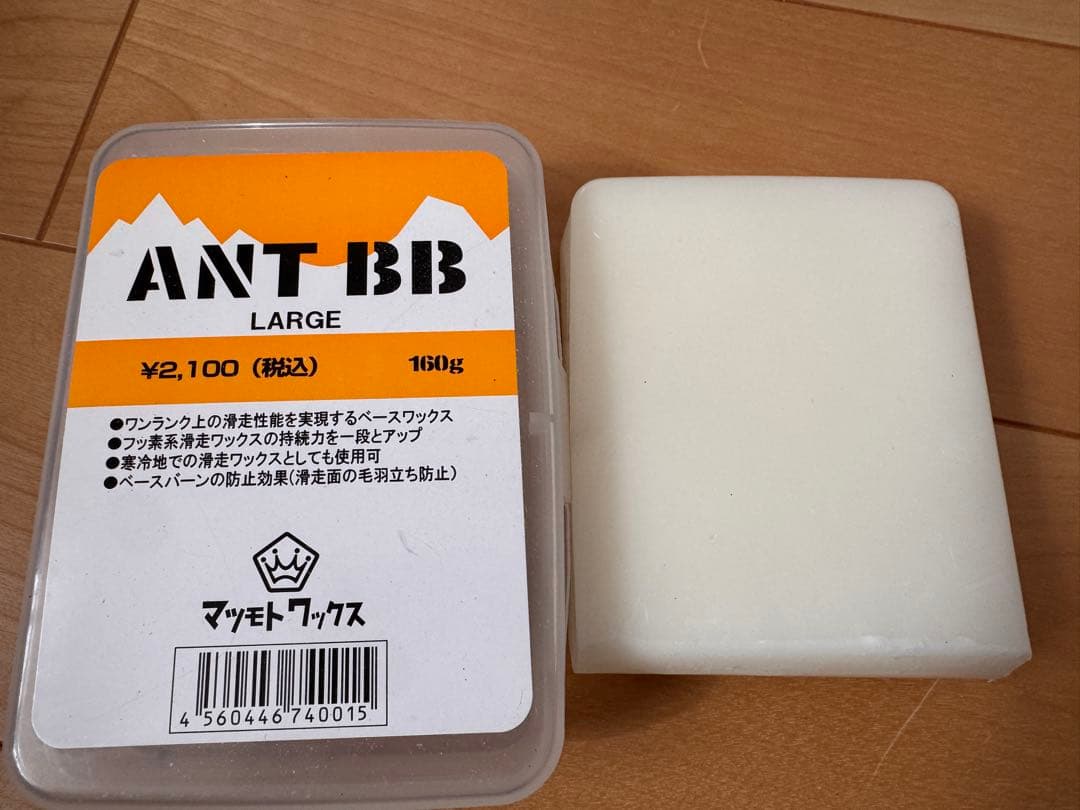 ANT BB
LARGE
¥2,100（税込） 160g
●ワンランク上の滑走性能を実現するベースワックス
●フッ素系滑走ワックスの持続力を一段とアップ
●寒冷地での滑走ワックスとしても使用可
●ベースバーンの防止効果(滑走面の毛羽立ち防止)
マツモトワックス
4 560446 740015